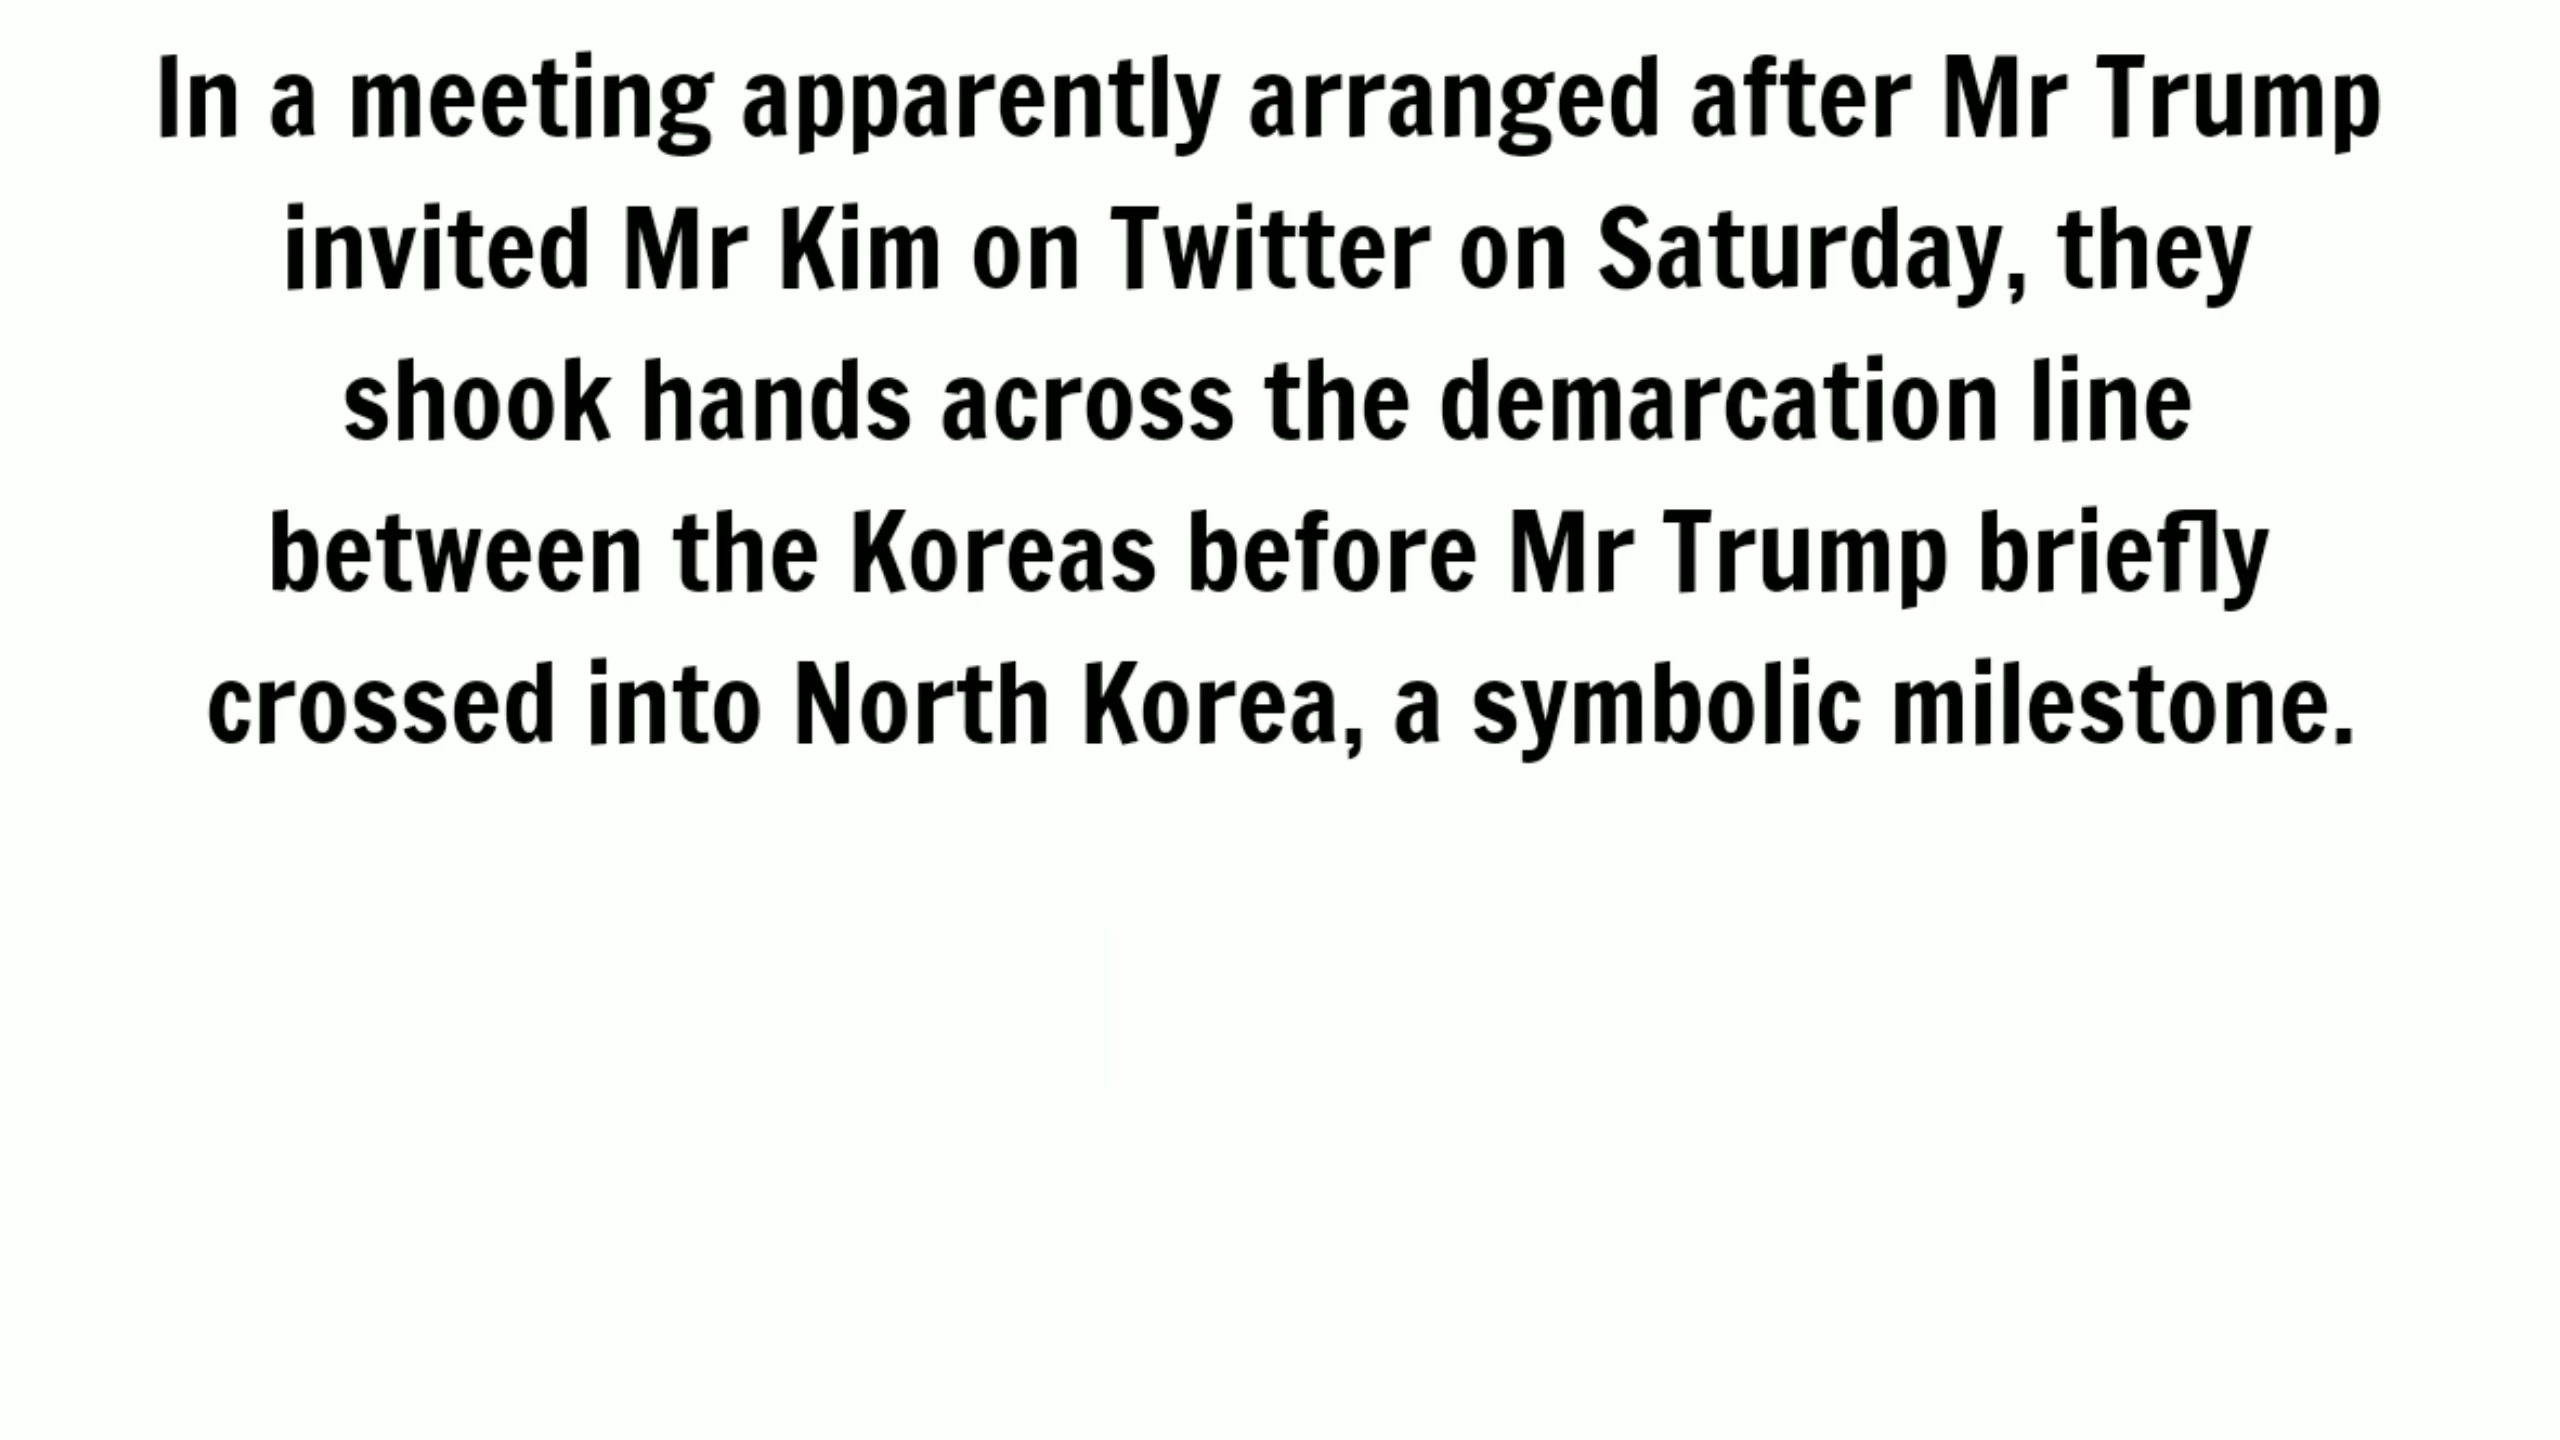 In a meeting apparently arranged after Mr Trump
invited Mr Kim on Twitter on Saturday, they
shook hands across the demarcation line
between the Koreas before Mr Trump briefly
crossed into North Korea, a symbolic milestone.